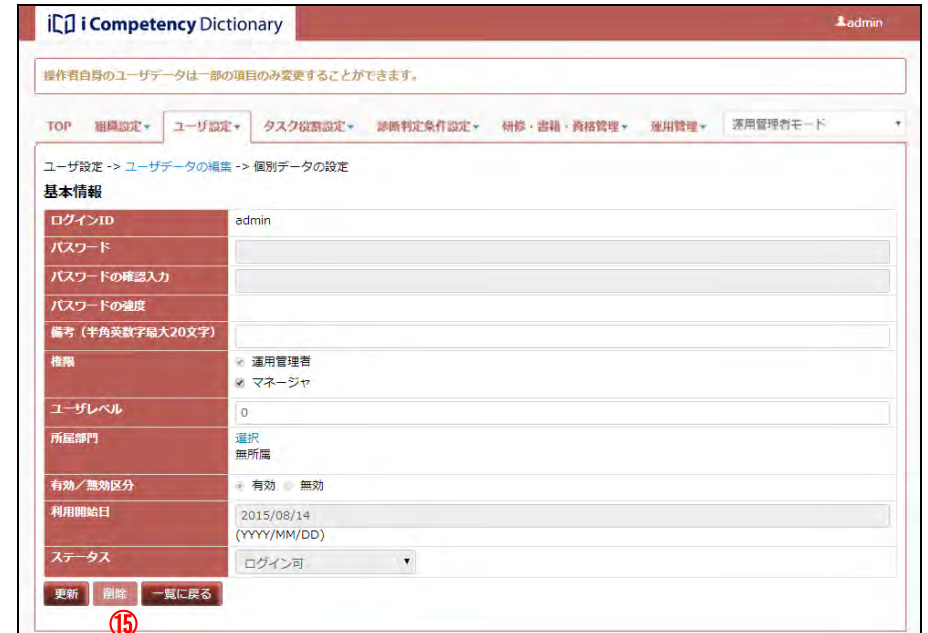 i Competency Dictionary
admin
操作者自身のユーザデータは一部の項目のみ変更することができます。
TOP 組織設定 ユーザ設定 タスク役割設定 診断判定条件設定 研修・書籍・資格管理 運用管理 運用管理者モード
ユーザ設定 -> ユーザデータの編集 -> 個別データの設定
基本情報
ログインID admin
パスワード
パスワードの確認入力
パスワードの強度
備考（半角英数字最大20文字）
権限 運用管理者
マネージャ
ユーザレベル 0
所属部門 選択
無所属
有効／無効区分 有効 無効
利用開始日 2015/08/14
(YYYY/MM/DD)
ステータス ログイン可
更新 削除 一覧に戻る
⑮